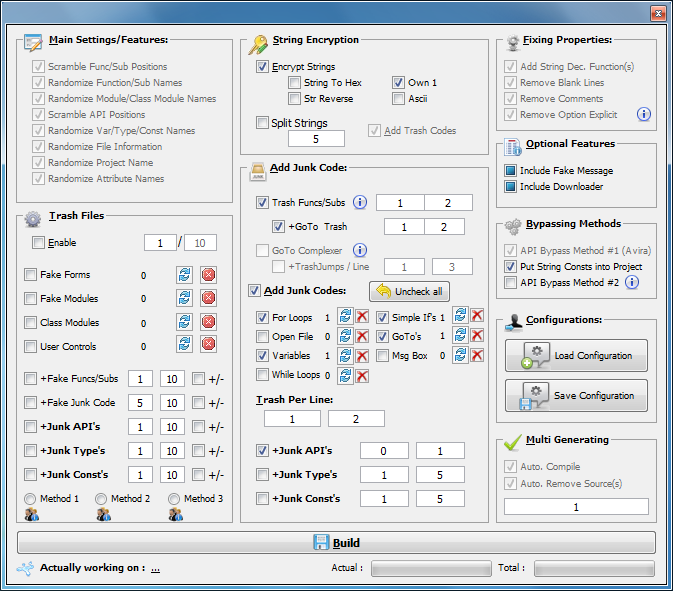 Main Settings/Features:
Scramble Func/Sub Positions
Randomize Function/Sub Names
Randomize Module/Class Module Names
Scramble API Positions
Randomize Var/Type/Const Names
Randomize File Information
Randomize Project Name
Randomize Attribute Names
Trash Files
Enable 1 / 10
Fake Forms 0
Fake Modules 0
Class Modules 0
User Controls 0
+Fake Funcs/Subs 1 10 +/-
+Fake Junk Code 5 10 +/-
+Junk API's 1 10 +/-
+Junk Type's 1 10 +/-
+Junk Const's 1 10 +/-
Method 1 Method 2 Method 3
String Encryption
Encrypt Strings
String To Hex Own 1
Str Reverse Ascii
Split Strings
5 Add Trash Codes
JUNK Add Junk Code:
Trash Funcs/Subs 1 2
+GoTo Trash 1 2
GoTo Complexer
+TrashJumps / Line 1 3
Add Junk Codes: Uncheck all
For Loops 1 Simple If's 1
Open File 0 GoTo's 1
Variables 1 Msg Box 0
While Loops 0
Trash Per Line:
1 2
+Junk API's 0 1
+Junk Type's 1 5
+Junk Const's 1 5
Fixing Properties:
Add String Dec. Function(s)
Remove Blank Lines
Remove Comments
Remove Option Explicit
Optional Features
Include Fake Message
Include Downloader
Bypassing Methods
API Bypass Method #1 (Avira)
Put String Consts into Project
API Bypass Method #2
Configurations:
Load Configuration
Save Configuration
Multi Generating
Auto. Compile
Auto. Remove Source(s)
1
Build
Actually working on : ... Actual : Total :